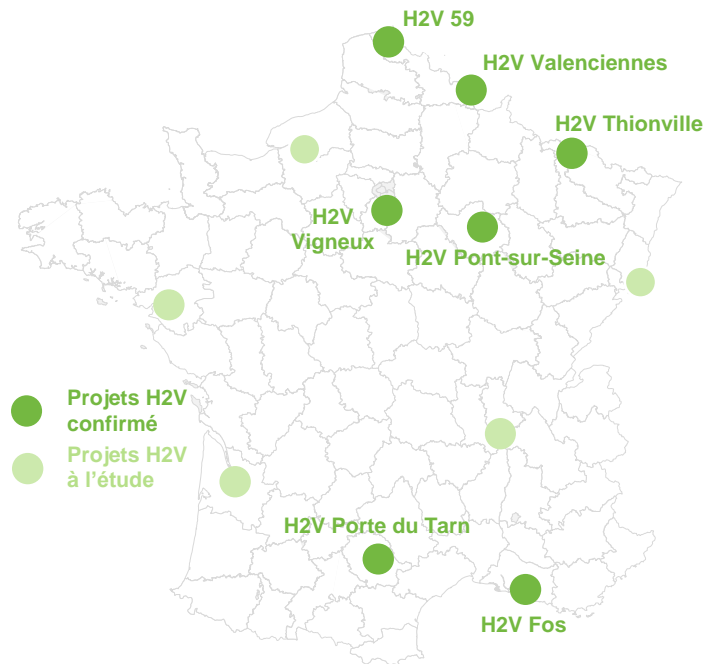 H2V 59
H2V Valenciennes
H2V Thionville
H2V
Vigneux
H2V Pont-sur-Seine
Projets H2V
confirmé
Projets H2V
à l'étude
H2V Porte du Tarn
H2V Fos